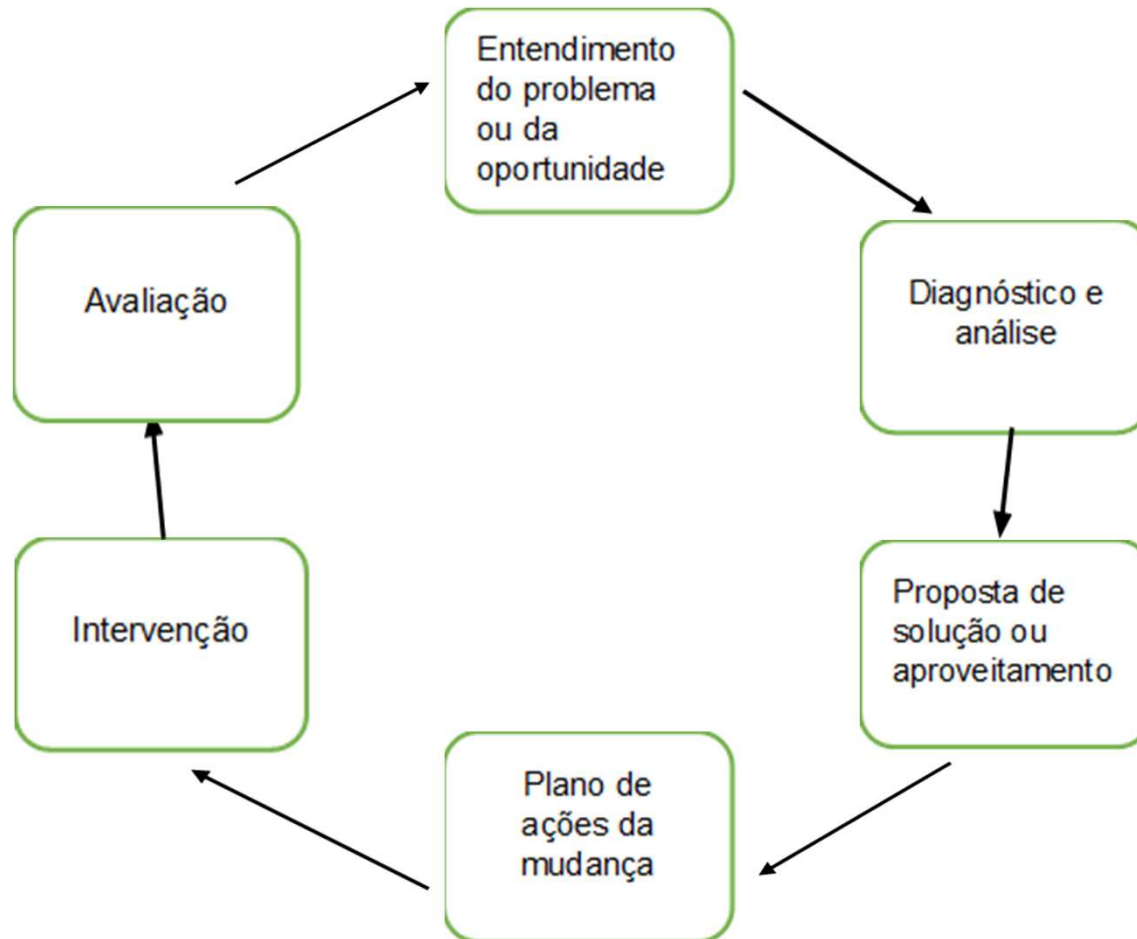 Entendimento
do problema
ou da
oportunidade
Diagnóstico e
análise
Proposta de
solução ou
aproveitamento
Plano de
ações da
mudança
Intervenção
Avaliação